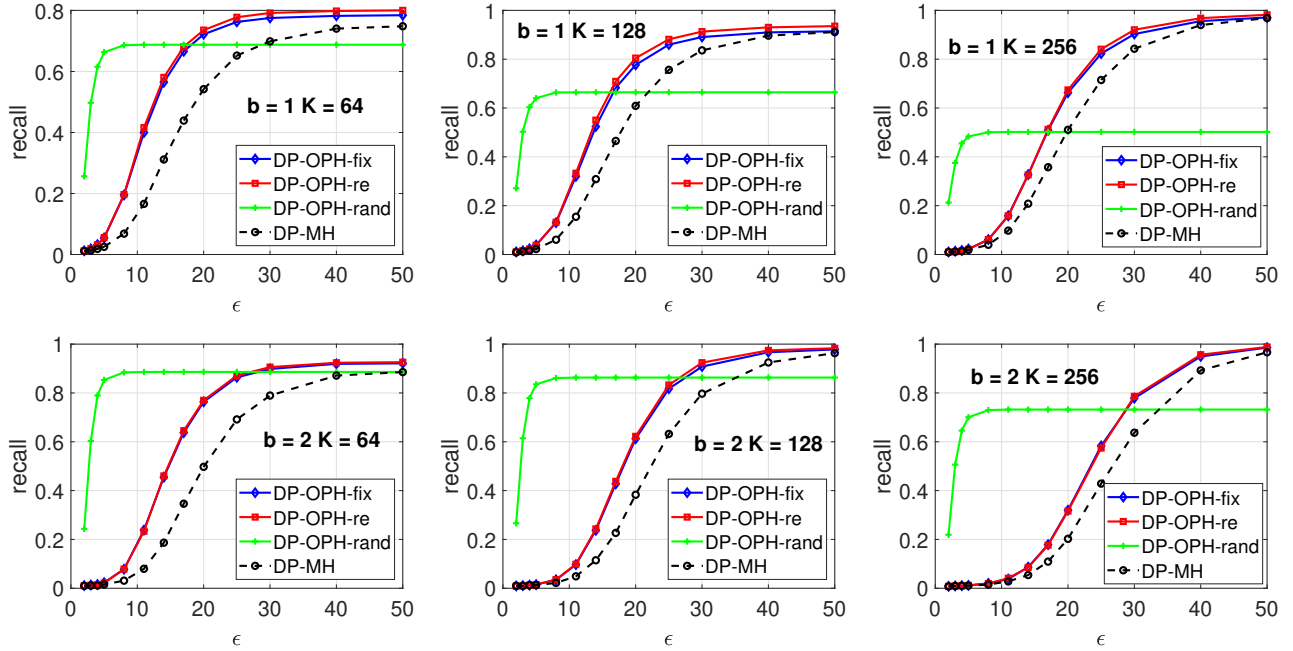 0.8
0.6
0.4
0.2
0
recall
b = 1 K = 64
DP-OPH-fix
DP-OPH-re
DP-OPH-rand
DP-MH
0 10 20 30 40 50
ϵ
1
0.8
0.6
0.4
0.2
0
recall
b = 1 K = 128
DP-OPH-fix
DP-OPH-re
DP-OPH-rand
DP-MH
0 10 20 30 40 50
ϵ
1
0.8
0.6
0.4
0.2
0
recall
b = 1 K = 256
DP-OPH-fix
DP-OPH-re
DP-OPH-rand
DP-MH
0 10 20 30 40 50
ϵ
1
0.8
0.6
0.4
0.2
0
recall
b = 2 K = 64
DP-OPH-fix
DP-OPH-re
DP-OPH-rand
DP-MH
0 10 20 30 40 50
ϵ
1
0.8
0.6
0.4
0.2
0
recall
b = 2 K = 128
DP-OPH-fix
DP-OPH-re
DP-OPH-rand
DP-MH
0 10 20 30 40 50
ϵ
1
0.8
0.6
0.4
0.2
0
recall
b = 2 K = 256
DP-OPH-fix
DP-OPH-re
DP-OPH-rand
DP-MH
0 10 20 30 40 50
ϵ